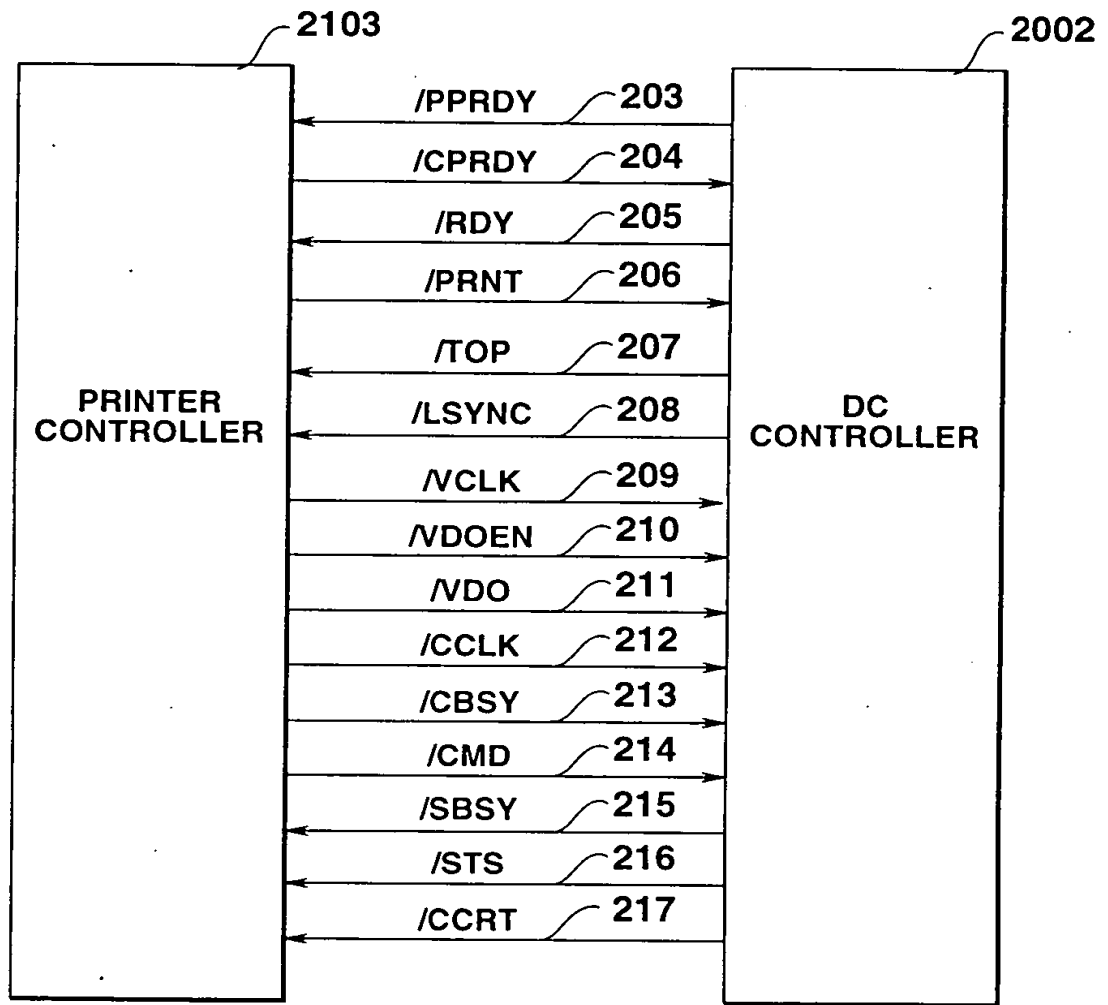 2103
2002
/PPRDY 203
/CPRDY 204
/RDY 205
/PRNT 206
/TOP 207
PRINTER
CONTROLLER
DC
CONTROLLER
/LSYNC 208
/VCLK 209
/VDOEN 210
/VDO 211
/CCLK 212
/CBSY 213
/CMD 214
/SBSY 215
/STS 216
/CCRT 217